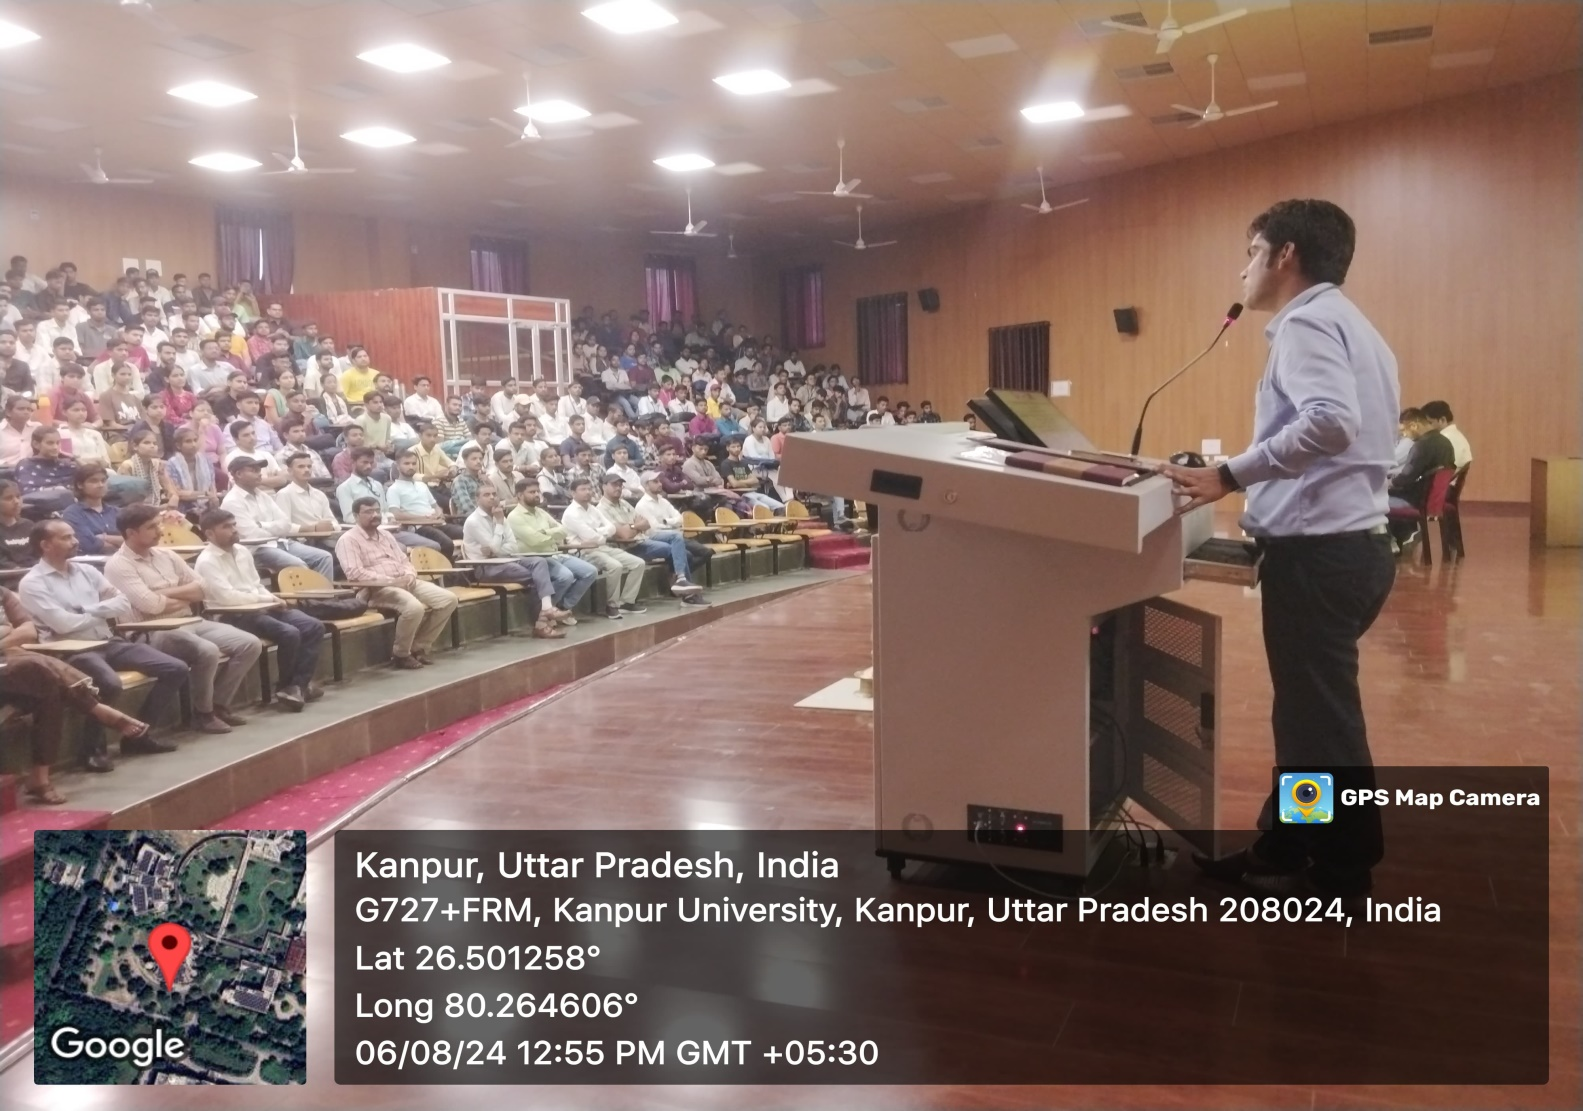 GPS Map Camera
Kanpur, Uttar Pradesh, India
G727+FRM, Kanpur University, Kanpur, Uttar Pradesh 208024, India
Lat 26.501258°
Long 80.264606°
06/08/24 12:55 PM GMT +05:30
Google